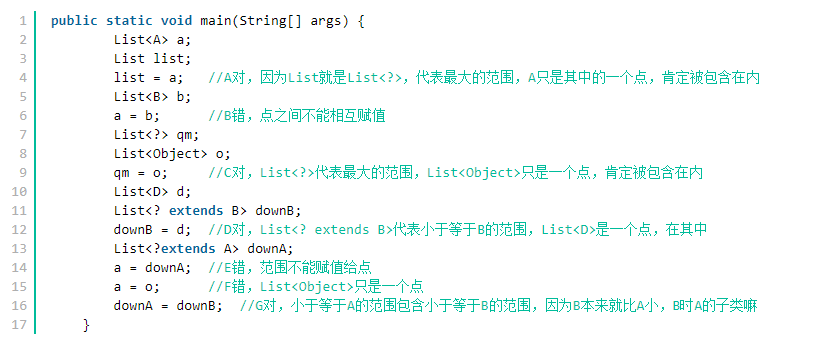 1 public static void main(String[] args) {
2 List<A> a;
3 List list;
4 list = a; //A对，因为List就是List<?>，代表最大的范围，A只是其中的一个点，肯定被包含在内
5 List<B> b;
6 a = b; //B错，点之间不能相互赋值
7 List<?> qm;
8 List<Object> o;
9 qm = o; //C对，List<?>代表最大的范围，List<Object>只是一个点，肯定被包含在内
10 List<D> d;
11 List<? extends B> downB;
12 downB = d; //D对，List<? extends B>代表小于等于B的范围，List<D>是一个点，在其中
13 List<?extends A> downA;
14 a = downA; //E错，范围不能赋值给点
15 a = o; //F错，List<Object>只是一个点
16 downA = downB; //G对，小于等于A的范围包含小于等于B的范围，因为B本来就比A小，B时A的子类嘛
17 }